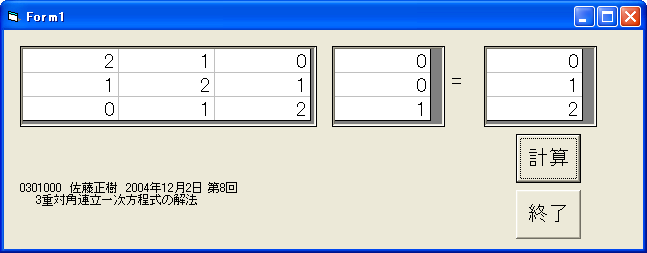 Form1
2 1 0 0 0
1 2 1 0 = 1
0 1 2 1 2
計算
0301000 佐藤正樹 2004年12月2日 第8回
3重対角連立一次方程式の解法
終了